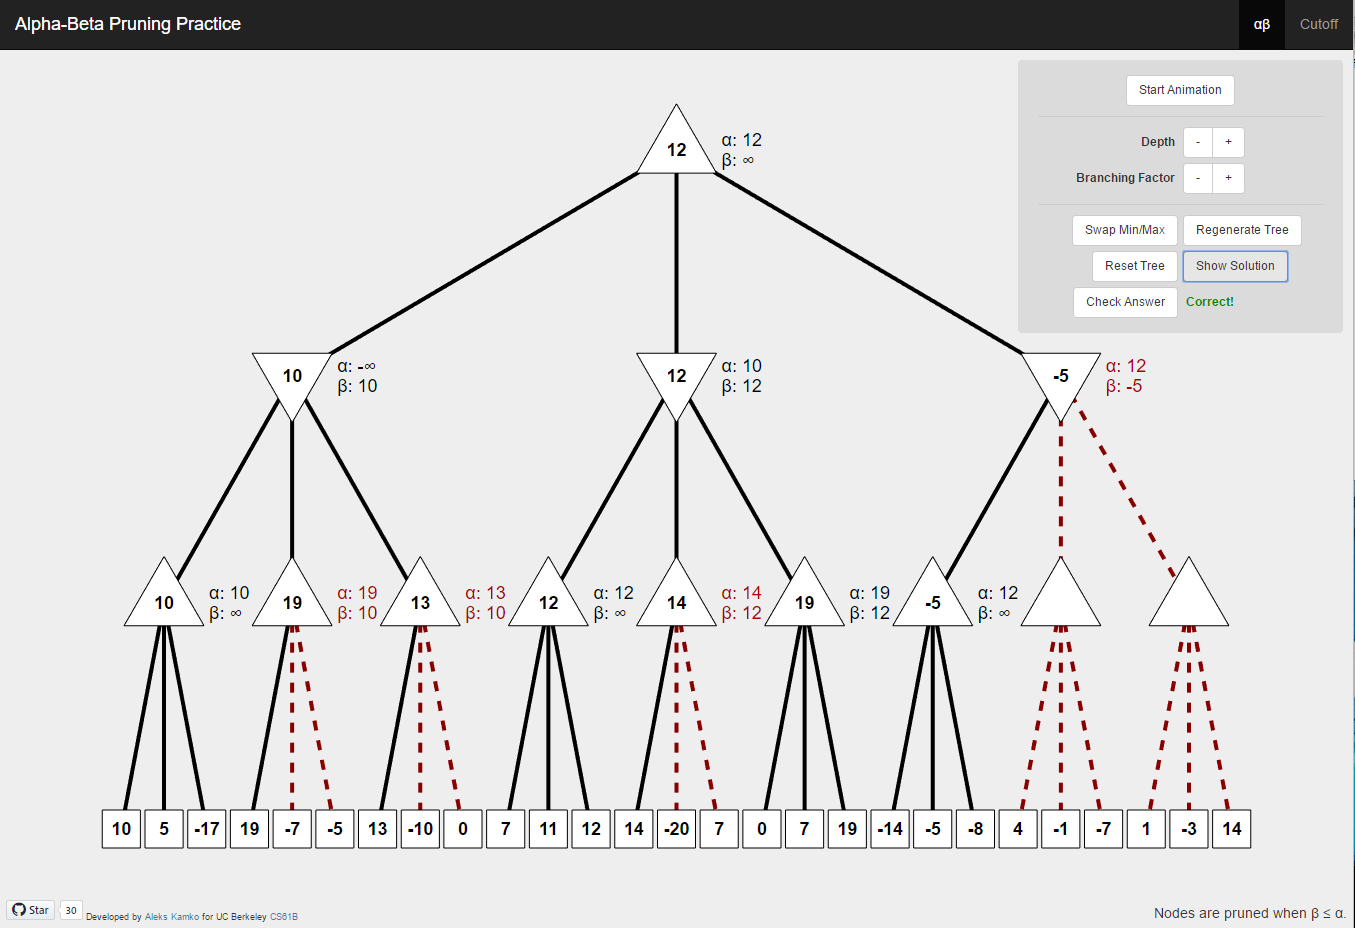 Alpha-Beta Pruning Practice
αβ
Cutoff
Start Animation
Depth - +
Branching Factor - +
Swap Min/Max Regenerate Tree
Reset Tree Show Solution
Check Answer Correct!
12
α: 12
β: ∞
10
α: -∞
β: 10
12
α: 10
β: 12
-5
α: 12
β: -5
10
α: 10
β: ∞
19
α: 19
β: 10
13
α: 13
β: 10
12
α: 12
β: ∞
14
α: 14
β: 12
19
α: 19
β: 12
-5
α: 12
β: ∞
10 5 -17 19 -7 -5 13 -10 0 7 11 12 14 -20 7 0 7 19 -14 -5 -8 4 -1 -7 1 -3 14
Star 30 Developed by Aleks Kamko for UC Berkeley CS61B
Nodes are pruned when β ≤ α.